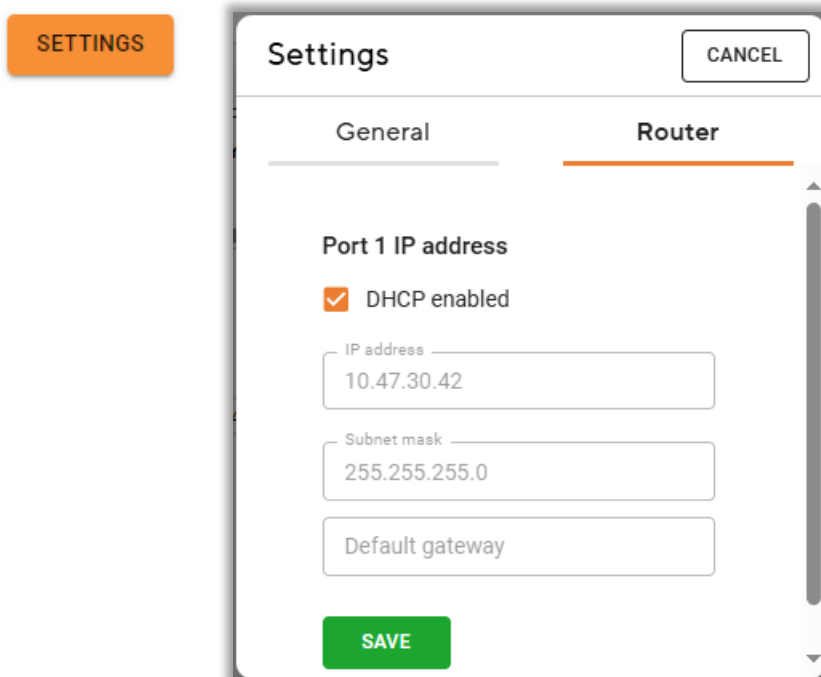 SETTINGS
Settings
CANCEL
General
Router
Port 1 IP address
DHCP enabled
IP address
10.47.30.42
Subnet mask
255.255.255.0
Default gateway
SAVE